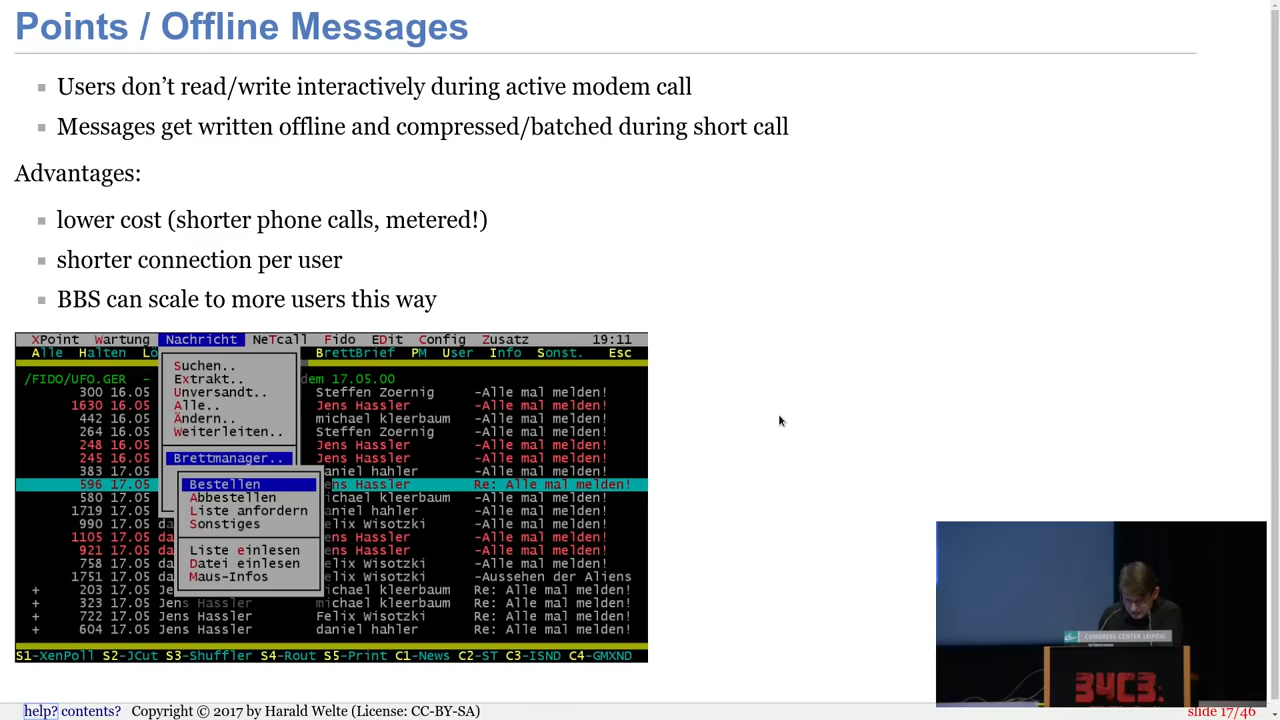 Points / Offline Messages
Users don't read/write interactively during active modem call
Messages get written offline and compressed/batched during short call
Advantages:
lower cost (shorter phone calls, metered!)
shorter connection per user
BBS can scale to more users this way
XPoint Wartung Nachricht NeTcall Fido EDit Config Zusatz 19:11
Alle Halten Lö BrettBrief PM User Info Sonst. Esc
Suchen..
/FIDO/UFO.GER - Extrakt.. dem 17.05.00
300 16.05 Unversandt.. Steffen Zoernig -Alle mal melden!
1630 16.05 Alle.. Jens Hassler -Alle mal melden!
442 16.05 Ändern.. michael kleerbaum -Alle mal melden!
264 16.05 Weiterleiten.. Steffen Zoernig -Alle mal melden!
248 16.05 Jens Hassler -Alle mal melden!
245 16.05 Brettmanager.. Jens Hassler -Alle mal melden!
383 17.05 aniel hahler -Alle mal melden!
596 17.05 Bestellen ens Hassler Re: Alle mal melden!
580 17.05 Abbestellen ichael kleerbaum -Alle mal melden!
1719 17.05 Liste anfordern ens Hassler -Alle mal melden!
990 17.05 da Sonstiges elix Wisotzki -Alle mal melden!
1105 17.05 da ens Hassler -Alle mal melden!
921 17.05 da Liste einlesen ens Hassler -Alle mal melden!
758 17.05 da Datei einlesen elix Wisotzki -Alle mal melden!
1751 17.05 da Maus-Infos elix Wisotzki -Aussehen der Aliens
+ 203 17.05 Je michael kleerbaum Re: Alle mal melden!
+ 323 17.05 Jens Hassler michael kleerbaum Re: Alle mal melden!
+ 722 17.05 Jens Hassler Felix Wisotzki Re: Alle mal melden!
+ 604 17.05 Jens Hassler daniel hahler Re: Alle mal melden!
S1-XenPoll S2-JCut S3-Shuffler S4-Rout S5-Print C1-News C2-ST C3-ISND C4-GMXND
CONGRESS CENTER LEIPZIG
34C3
help? contents? Copyright © 2017 by Harald Welte (License: CC-BY-SA) slide 17/46